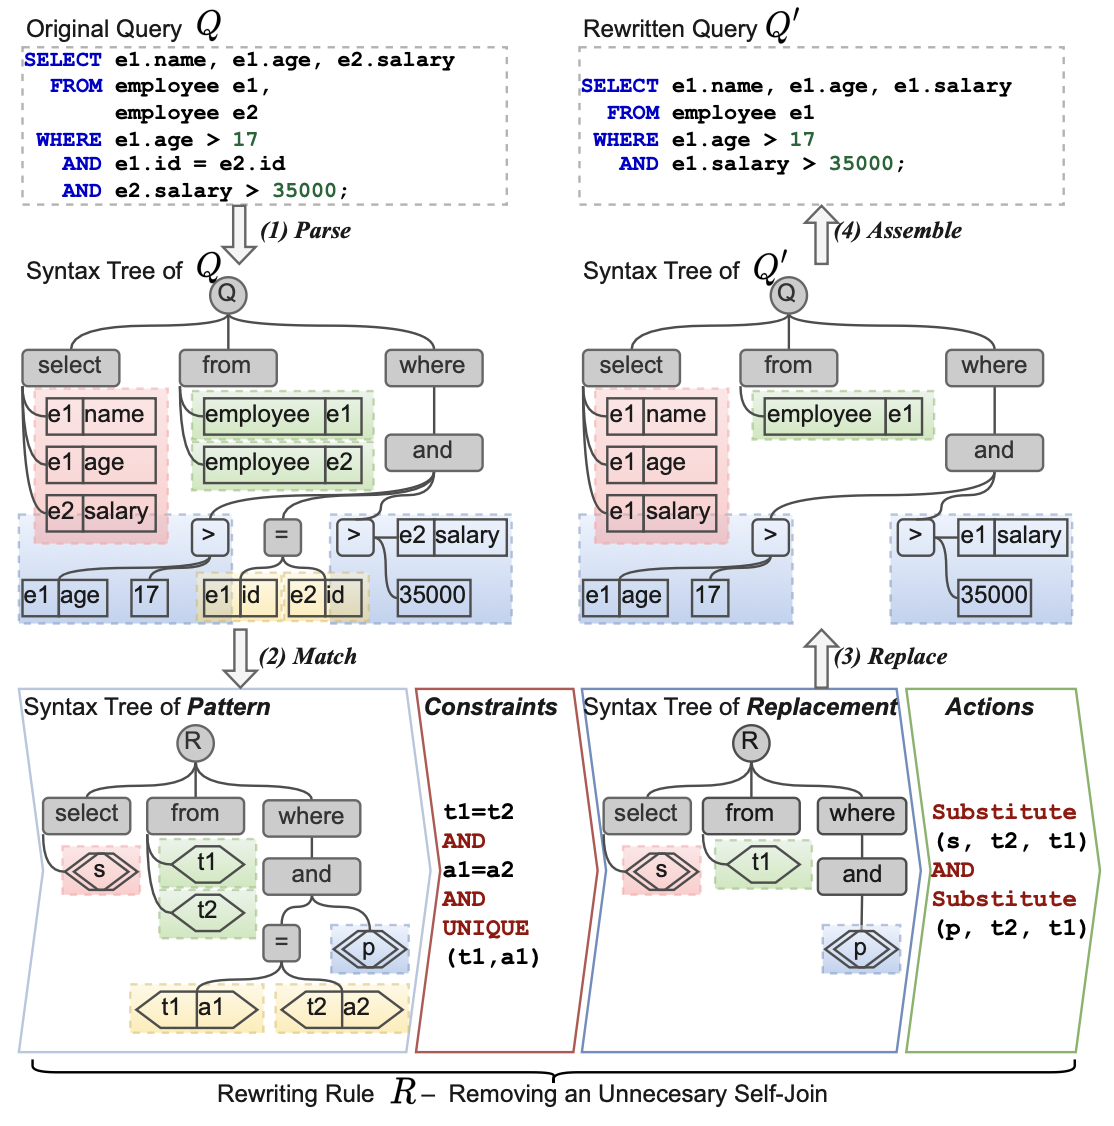 Original Query Q
SELECT e1.name, e1.age, e2.salary
FROM employee e1,
employee e2
WHERE e1.age > 17
AND e1.id = e2.id
AND e2.salary > 35000;
Rewritten Query Q′
SELECT e1.name, e1.age, e1.salary
FROM employee e1
WHERE e1.age > 17
AND e1.salary > 35000;
(1) Parse
(4) Assemble
Syntax Tree of Q
Q
select
from
where
e1 name
employee e1
e1 age
employee e2
and
e2 salary
>
=
>
e2 salary
e1 age
17
e1 id
e2 id
35000
Syntax Tree of Q′
Q
select
from
where
e1 name
employee e1
e1 age
and
e1 salary
>
>
e1 salary
e1 age
17
35000
(2) Match
(3) Replace
Syntax Tree of Pattern
R
select
from
where
s
t1
and
t2
=
p
t1 a1
t2 a2
Constraints
t1=t2
AND
a1=a2
AND
UNIQUE
(t1,a1)
Syntax Tree of Replacement
R
select
from
where
s
t1
and
p
Actions
Substitute
(s, t2, t1)
AND
Substitute
(p, t2, t1)
Rewriting Rule R – Removing an Unnecesary Self-Join